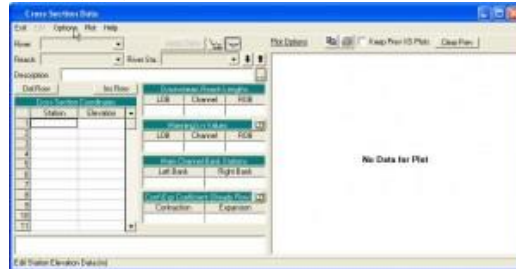 Cross Section Data
Exit Edit Options Plot Help
River:
Reach: River Sta.:
Description
Del Row Ins Row
Cross Section Coordinates
Station Elevation
1
2
3
4
5
6
7
8
9
10
11
Downstream Reach Lengths
LOB Channel ROB
Manning's n Values
LOB Channel ROB
Main Channel Bank Stations
Left Bank Right Bank
Cont\Exp Coefficient (Steady Flow)
Contraction Expansion
Plot Options Keep Prev XS Plots Clear Prev
No Data for Plot
Edit Station Elevation Data (m)